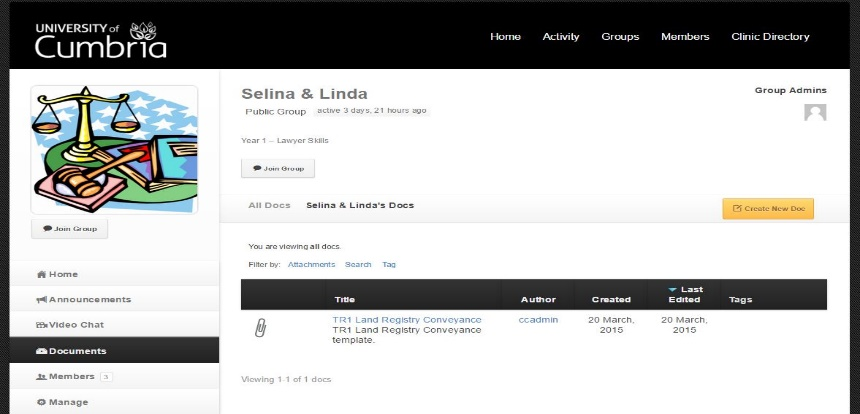 UNIVERSITY of
Cumbria
Home Activity Groups Members Clinic Directory
Selina & Linda
Group Admins
Public Group active 3 days, 21 hours ago
Year 1 – Lawyer Skills
Join Group
All Docs Selina & Linda's Docs
Create New Doc
Join Group
You are viewing all docs.
Filter by: Attachments Search Tag
Home
Announcements
Video Chat
Documents
Members 3
Manage
Title Author Created Last Edited Tags
TR1 Land Registry Conveyance ccadmin 20 March, 20 March,
TR1 Land Registry Conveyance 2015 2015
template.
Viewing 1-1 of 1 docs